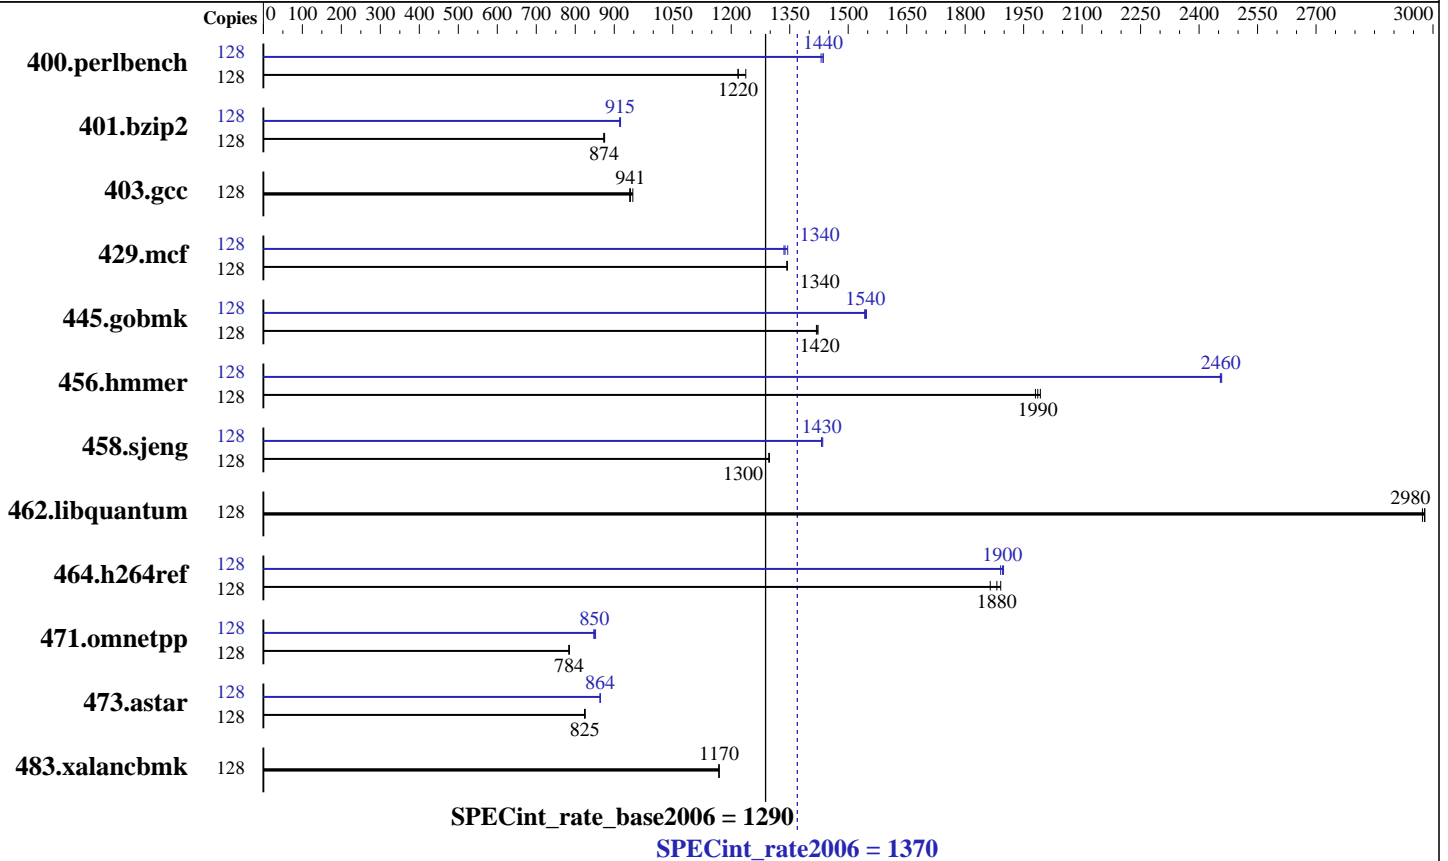 Copies 0 100 200 300 400 500 600 700 800 900 1050 1200 1350 1500 1650 1800 1950 2100 2250 2400 2550 2700 3000
400.perlbench 128 1440
128 1220
401.bzip2 128 915
128 874
403.gcc 128 941
429.mcf 128 1340
128 1340
445.gobmk 128 1540
128 1420
456.hmmer 128 2460
128 1990
458.sjeng 128 1430
128 1300
462.libquantum 128 2980
464.h264ref 128 1900
128 1880
471.omnetpp 128 850
128 784
473.astar 128 864
128 825
483.xalancbmk 128 1170
SPECint_rate_base2006 = 1290
SPECint_rate2006 = 1370